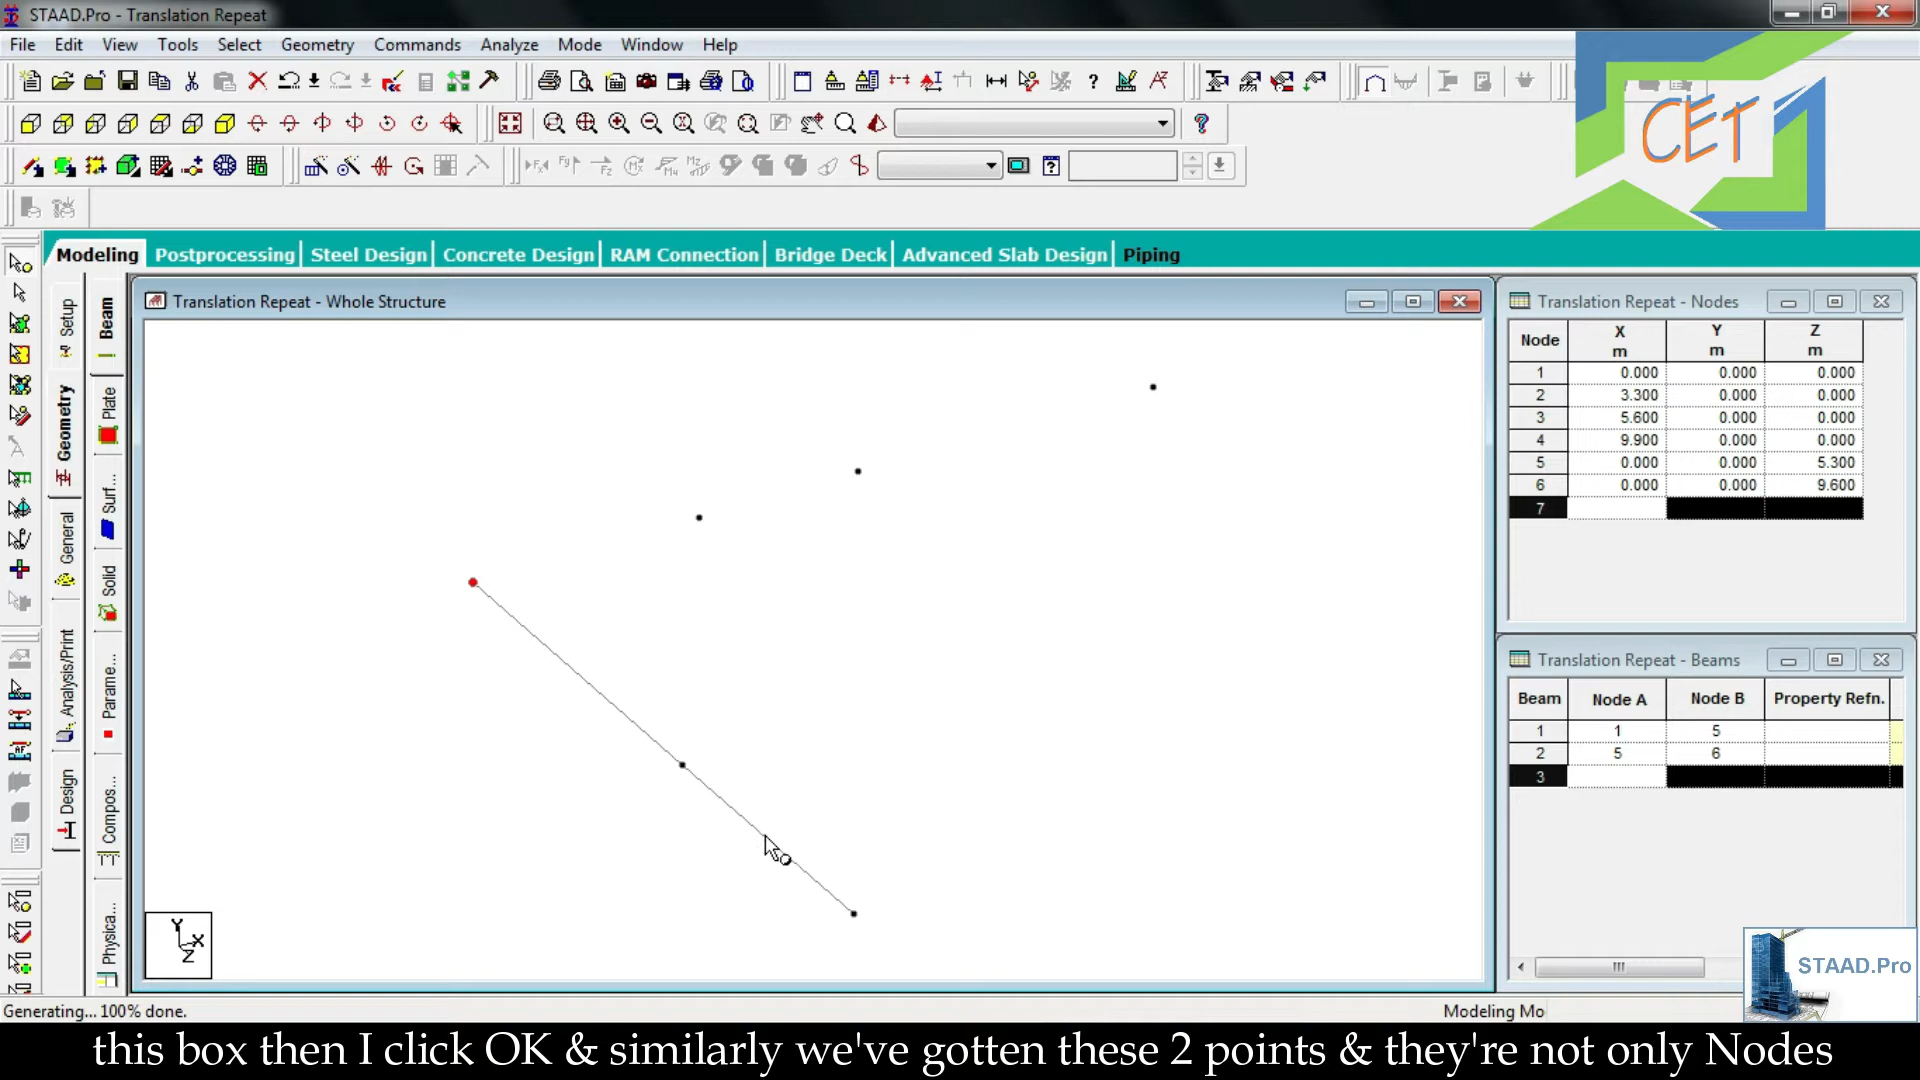 STAAD.Pro - Translation Repeat
File Edit View Tools Select Geometry Commands Analyze Mode Window Help
CET
Modeling Postprocessing Steel Design Concrete Design RAM Connection Bridge Deck Advanced Slab Design Piping
Setup
Geometry
General
Analysis/Print
Design
Beam
Plate
Surf...
Solid
Parame...
Compos...
Physica...
Translation Repeat - Whole Structure
Y
X
Z
Translation Repeat - Nodes
Node X Y Z
m m m
1 0.000 0.000 0.000
2 3.300 0.000 0.000
3 5.600 0.000 0.000
4 9.900 0.000 0.000
5 0.000 0.000 5.300
6 0.000 0.000 9.600
7
Translation Repeat - Beams
Beam Node A Node B Property Refn.
1 1 5
2 5 6
3
STAAD.Pro
Generating... 100% done.
Modeling Mo
this box then I click OK & similarly we've gotten these 2 points & they're not only Nodes